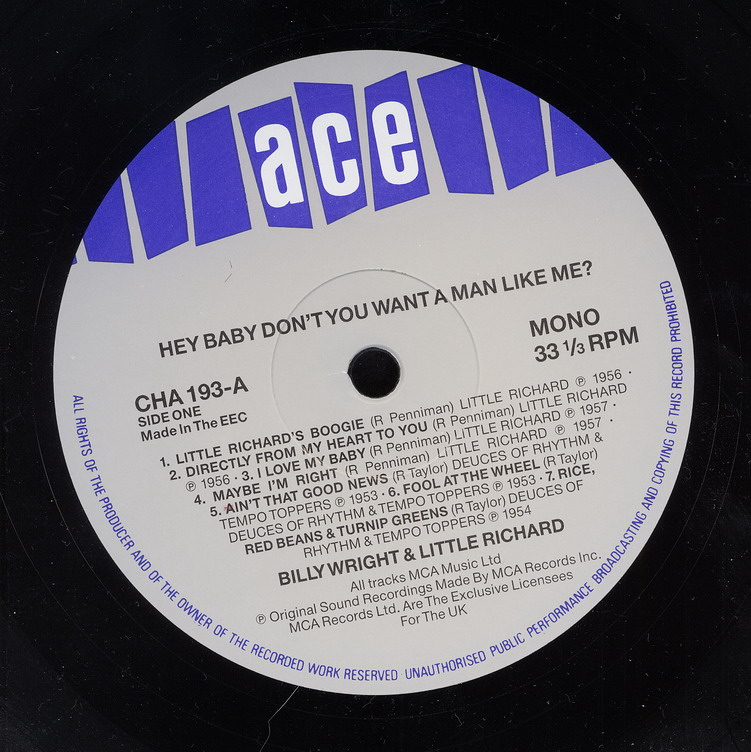 ace
HEY BABY DON'T YOU WANT A MAN LIKE ME?
CHA 193-A
SIDE ONE
Made In The EEC
MONO
33 1/3 RPM
1. LITTLE RICHARD'S BOOGIE (R Penniman) LITTLE RICHARD ℗ 1956 ·
2. DIRECTLY FROM MY HEART TO YOU (R Penniman) LITTLE RICHARD
℗ 1956 · 3. I LOVE MY BABY (R Penniman) LITTLE RICHARD ℗ 1957 ·
4. MAYBE I'M RIGHT (R Penniman) LITTLE RICHARD ℗ 1957 ·
5. AIN'T THAT GOOD NEWS (R Taylor) DEUCES OF RHYTHM &
TEMPO TOPPERS ℗ 1953 · 6. FOOL AT THE WHEEL (R Taylor)
DEUCES OF RHYTHM & TEMPO TOPPERS ℗ 1953 · 7. RICE,
RED BEANS & TURNIP GREENS (R Taylor) DEUCES OF
RHYTHM & TEMPO TOPPERS ℗ 1954
BILLY WRIGHT & LITTLE RICHARD
All tracks MCA Music Ltd
℗ Original Sound Recordings Made By MCA Records Inc.
MCA Records Ltd. Are The Exclusive Licensees
For The UK
ALL RIGHTS OF THE PRODUCER AND OF THE OWNER OF THE RECORDED WORK RESERVED UNAUTHORISED PUBLIC PERFORMANCE BROADCASTING AND COPYING OF THIS RECORD PROHIBITED